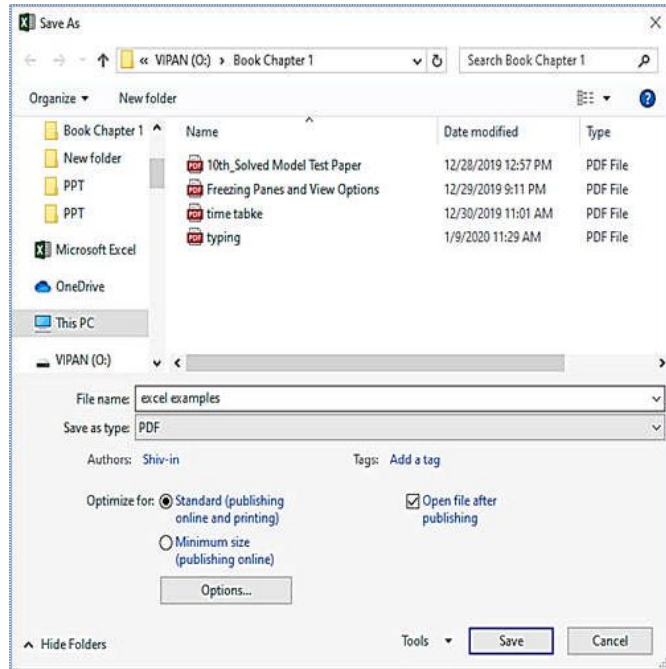 Save As
« VIPAN (O:) › Book Chapter 1
Search Book Chapter 1
Organize
New folder
Book Chapter 1
New folder
PPT
PPT
Microsoft Excel
OneDrive
This PC
VIPAN (O:)
Name Date modified Type
10th_Solved Model Test Paper 12/28/2019 12:57 PM PDF File
Freezing Panes and View Options 12/29/2019 9:11 PM PDF File
time tabke 12/30/2019 11:01 AM PDF File
typing 1/9/2020 11:29 AM PDF File
File name: excel examples
Save as type: PDF
Authors: Shiv-in Tags: Add a tag
Optimize for: Standard (publishing
online and printing)
Minimum size
(publishing online)
Open file after
publishing
Options...
Hide Folders
Tools Save Cancel